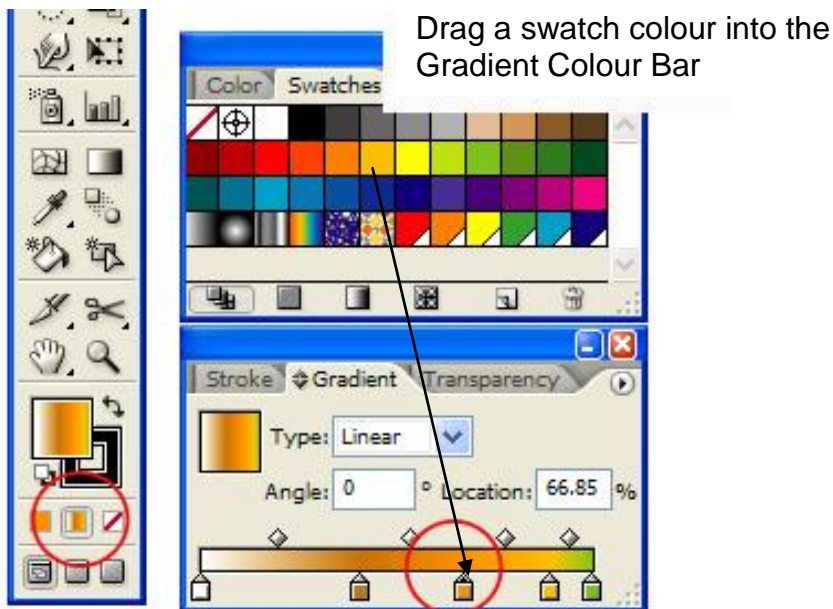 Drag a swatch colour into the
Gradient Colour Bar
Color Swatches
Stroke Gradient Transparency
Type: Linear
Angle: 0 ° Location: 66.85 %